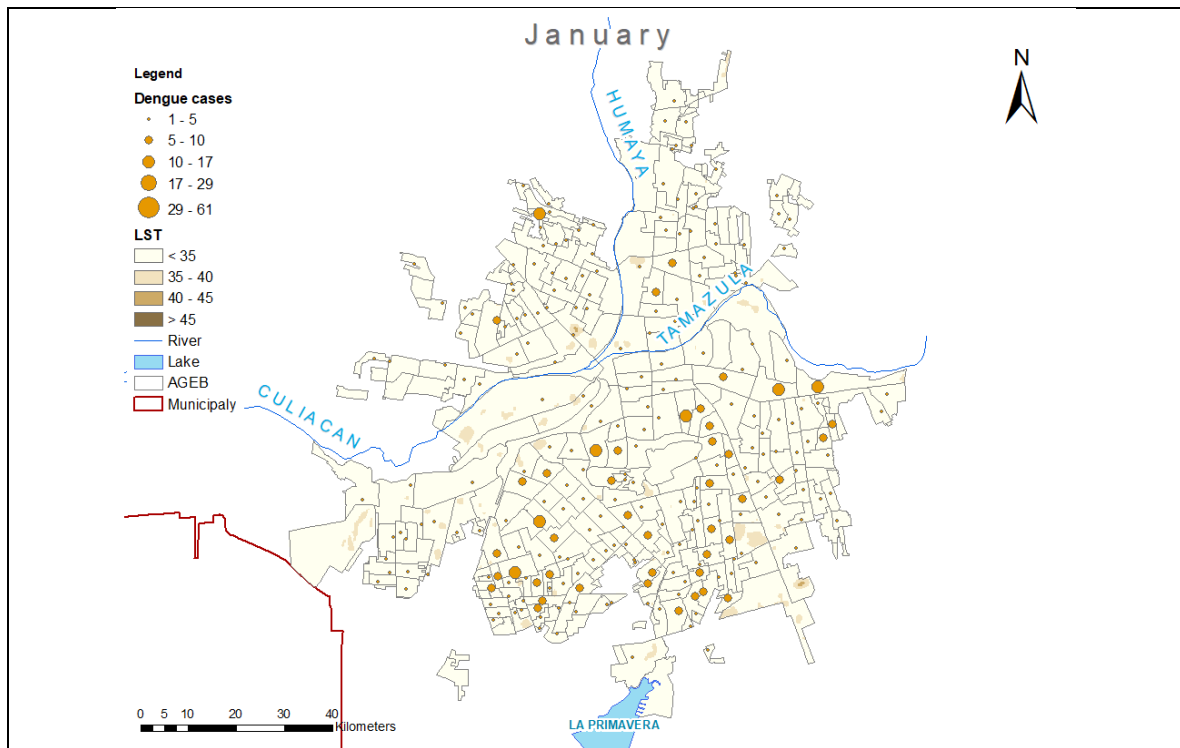 January
N
Legend
Dengue cases
1 - 5
5 - 10
10 - 17
17 - 29
29 - 61
LST
< 35
35 - 40
40 - 45
> 45
River
Lake
AGEB
Municipaly
HUMAYA
TAMAZULA
CULIACAN
LA PRIMAVERA
0 5 10 20 30 40
Kilometers